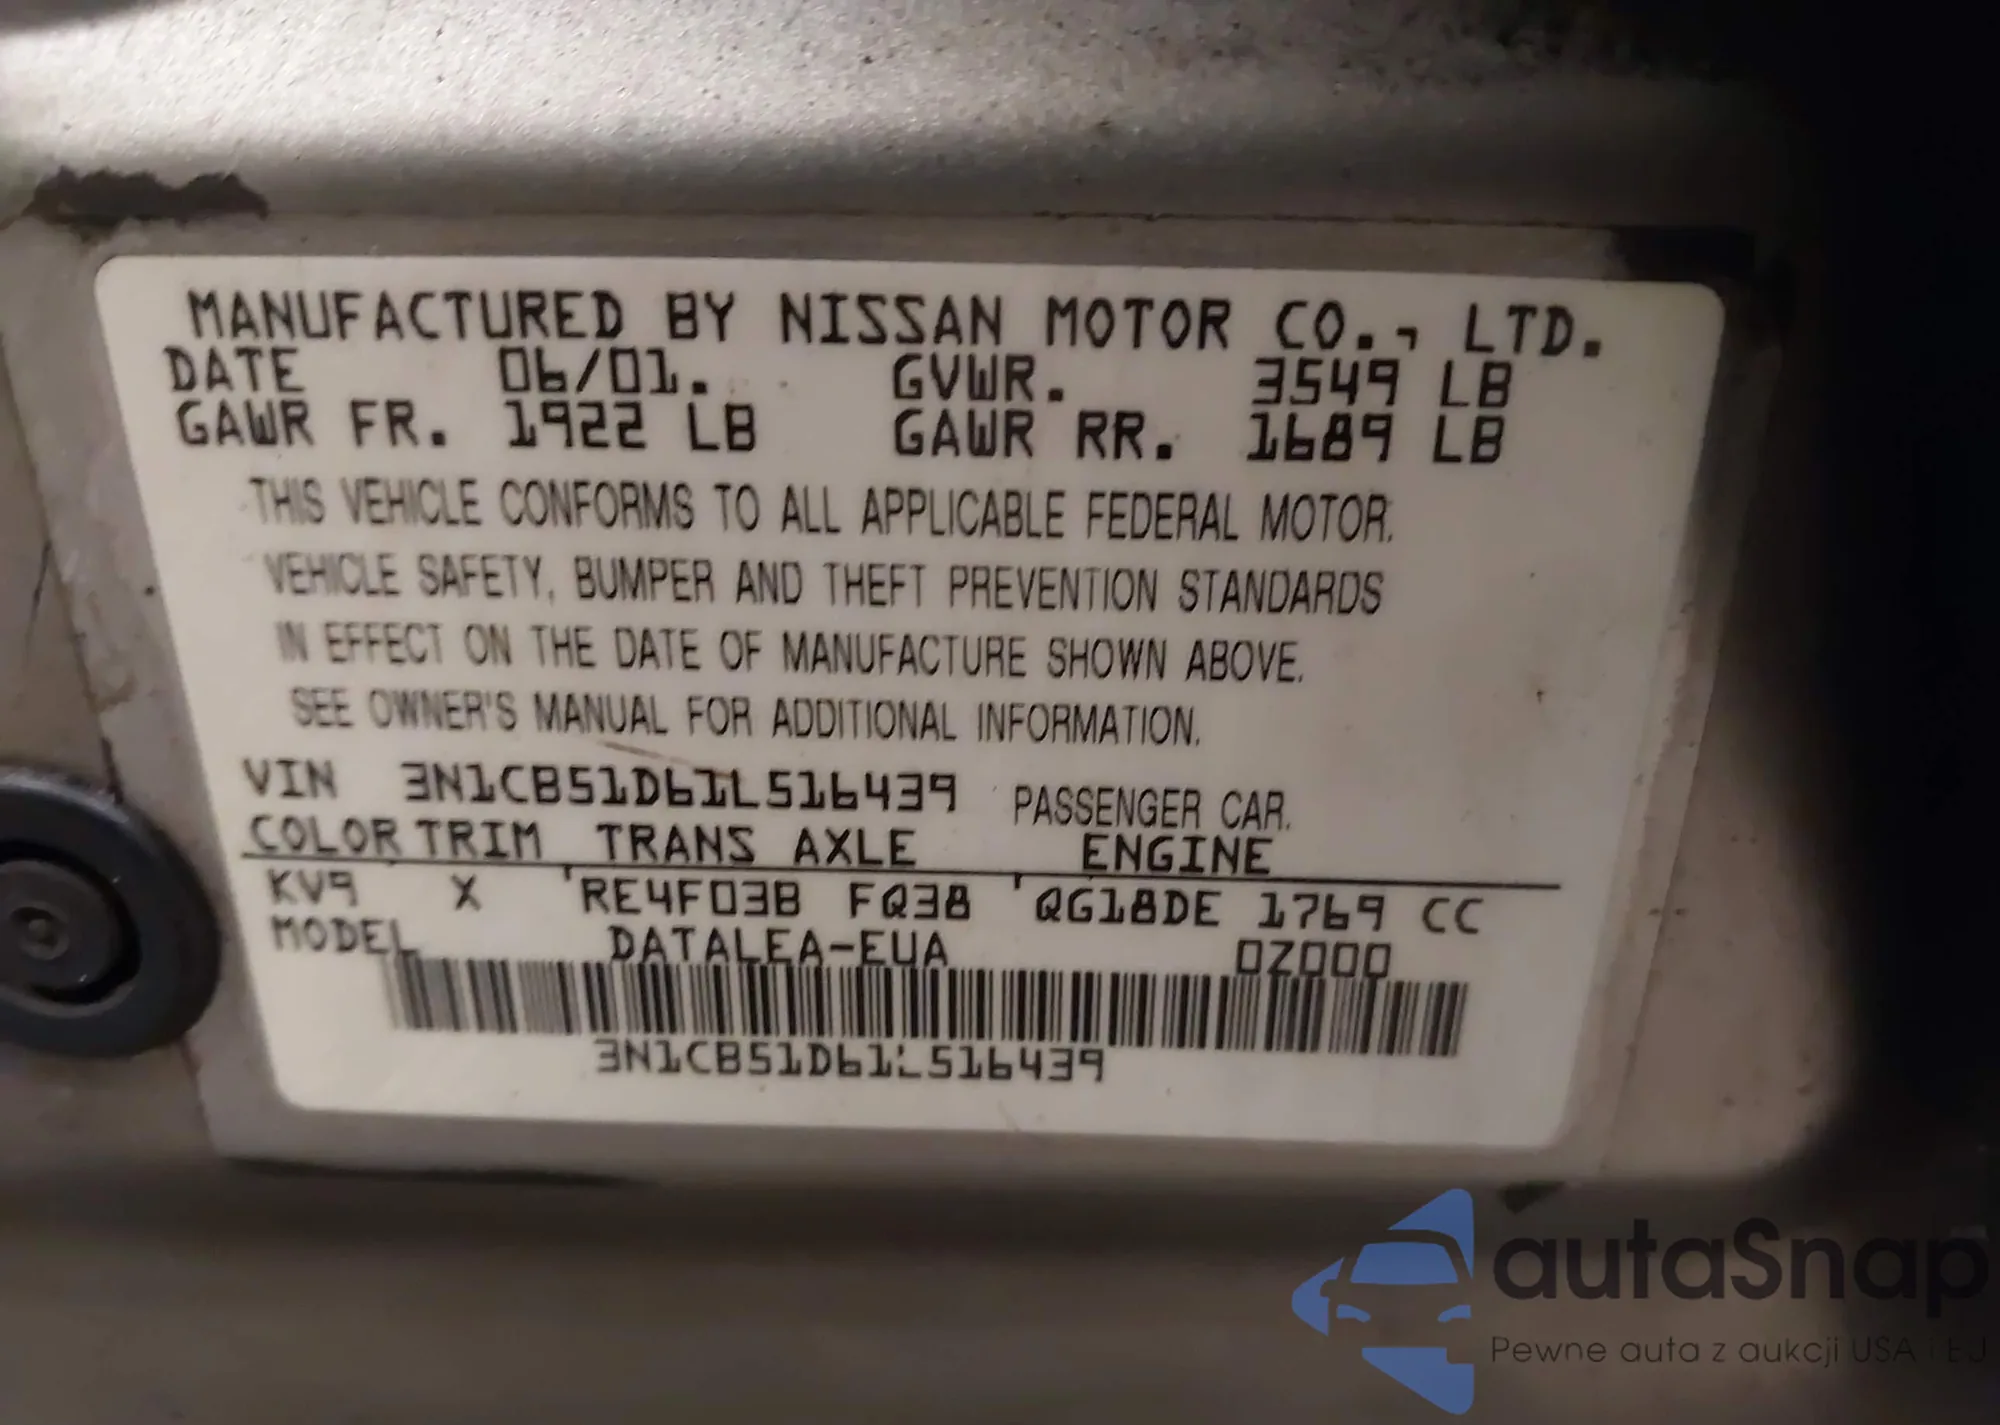 MANUFACTURED BY NISSAN MOTOR CO., LTD.
DATE 06/01. GVWR. 3549 LB
GAWR FR. 1922 LB GAWR RR. 1689 LB
THIS VEHICLE CONFORMS TO ALL APPLICABLE FEDERAL MOTOR.
VEHICLE SAFETY, BUMPER AND THEFT PREVENTION STANDARDS
IN EFFECT ON THE DATE OF MANUFACTURE SHOWN ABOVE.
SEE OWNER'S MANUAL FOR ADDITIONAL INFORMATION.
VIN 3N1CB51D61L516439 PASSENGER CAR.
COLOR TRIM TRANS AXLE ENGINE
KV9 X RE4F03B FQ38 QG18DE 1769 CC
MODEL DATALEA-EUA 0Z000
3N1CB51D61L516439
autaSnap
Pewne auta z aukcji USA i EU